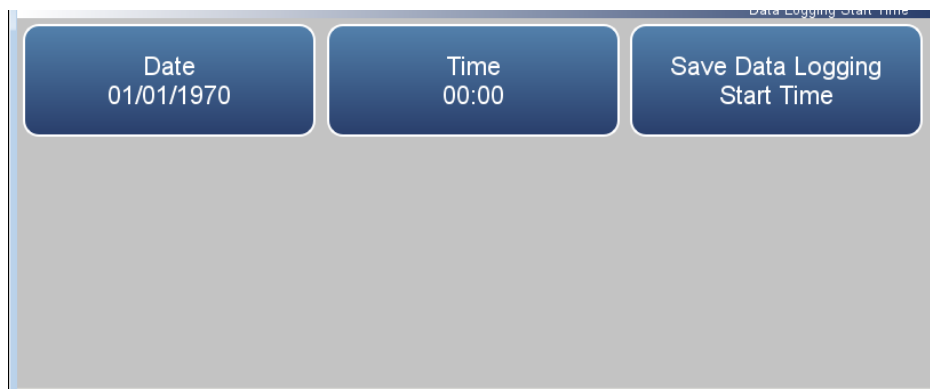 Data Logging Start Time
Date
01/01/1970
Time
00:00
Save Data Logging
Start Time